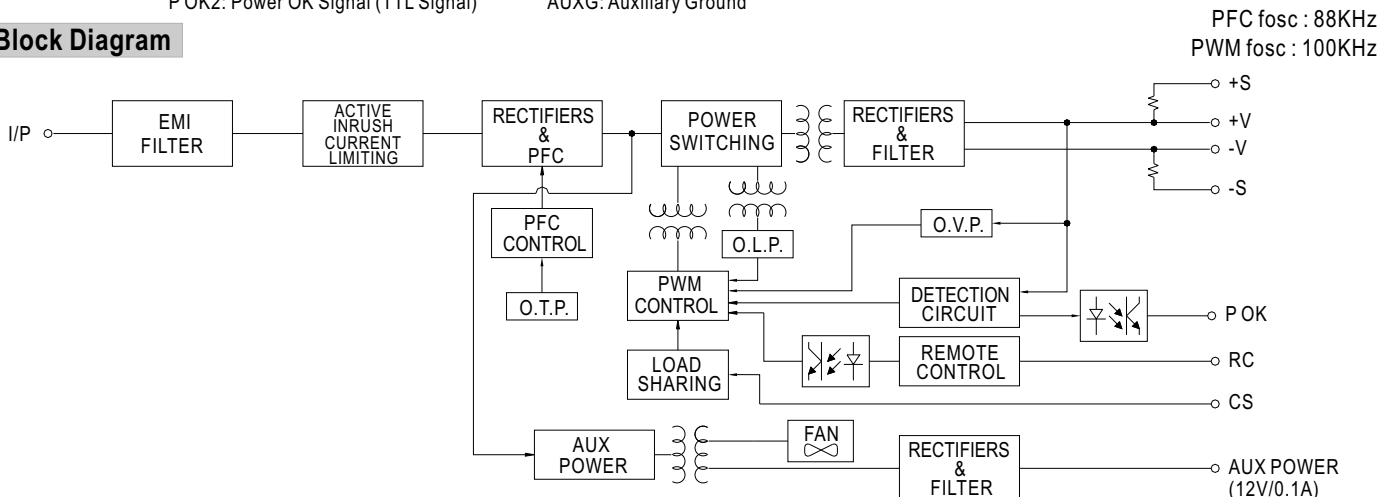 P OK2: Power OK Signal (TTL Signal) AUXG: Auxiliary Ground
Block Diagram
PFC fosc : 88KHz
PWM fosc : 100KHz
I/P
EMI
FILTER
ACTIVE
INRUSH
CURRENT
LIMITING
RECTIFIERS
&
PFC
POWER
SWITCHING
RECTIFIERS
&
FILTER
+S
+V
-V
-S
PFC
CONTROL
O.L.P.
O.V.P.
O.T.P.
PWM
CONTROL
DETECTION
CIRCUIT
P OK
LOAD
SHARING
REMOTE
CONTROL
RC
CS
AUX
POWER
FAN
RECTIFIERS
&
FILTER
AUX POWER
(12V/0.1A)